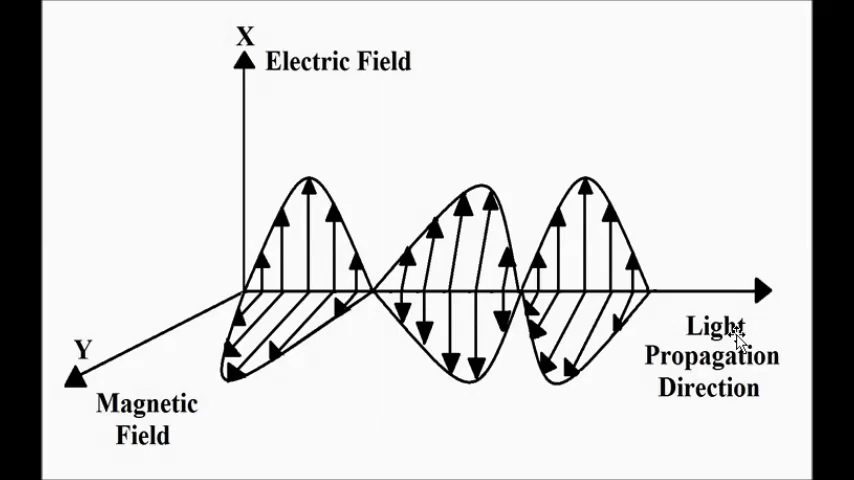 X
Electric Field
Y
Magnetic
Field
Light
Propagation
Direction